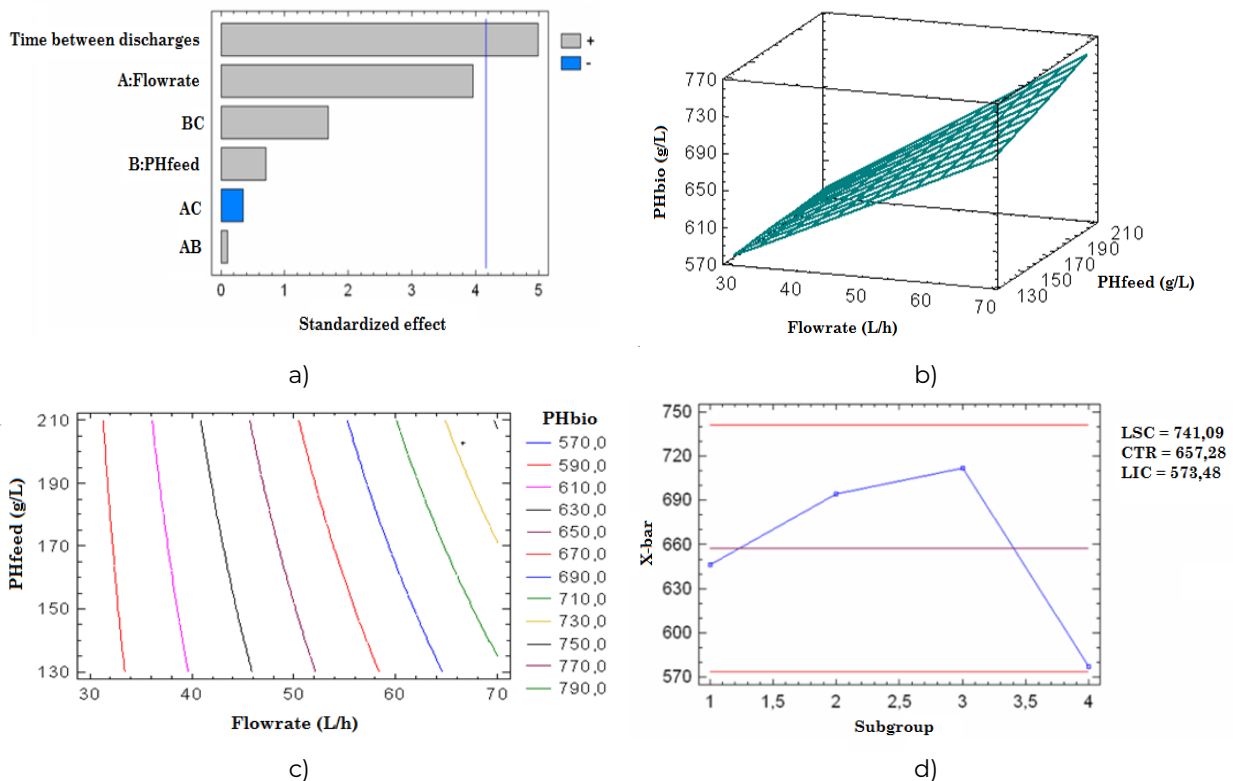 Time between discharges
A:Flowrate
BC
B:PHfeed
AC
AB
0 1 2 3 4 5
Standardized effect
+
-
a)
PHbio (g/L)
770
730
690
650
610
570
30 40 50 60 70
Flowrate (L/h)
130 150 170 190 210
PHfeed (g/L)
b)
PHfeed (g/L)
210
190
170
150
130
30 40 50 60 70
Flowrate (L/h)
PHbio
570,0
590,0
610,0
630,0
650,0
670,0
690,0
710,0
730,0
750,0
770,0
790,0
c)
X-bar
750
720
690
660
630
600
570
1 1,5 2 2,5 3 3,5 4
Subgroup
LSC = 741,09
CTR = 657,28
LIC = 573,48
d)